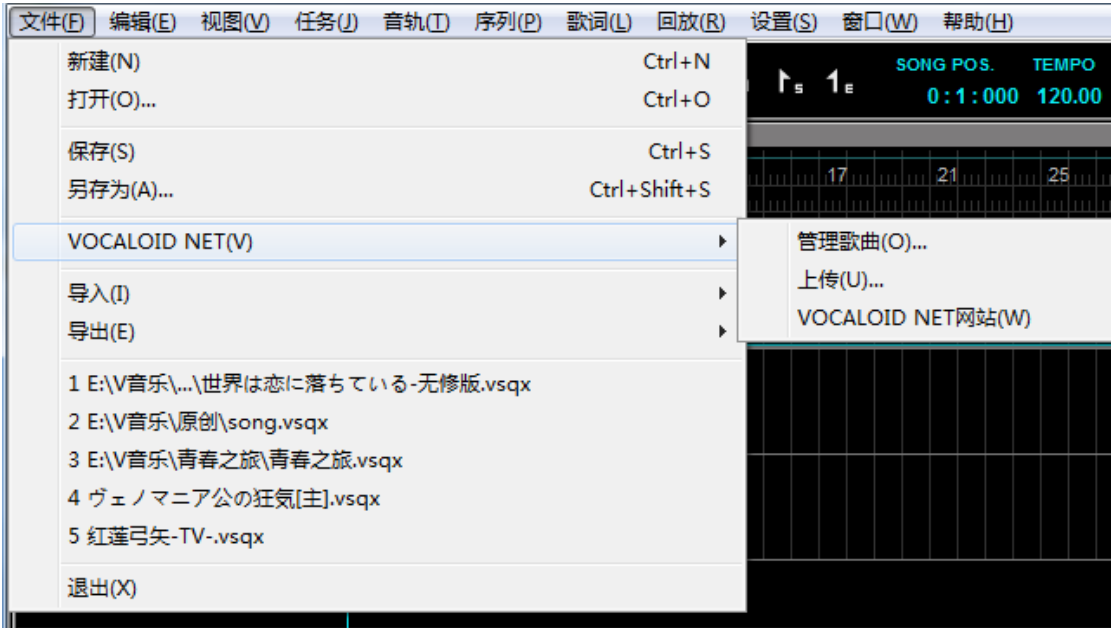 文件(F) 编辑(E) 视图(V) 任务(J) 音轨(T) 序列(P) 歌词(L) 回放(R) 设置(S) 窗口(W) 帮助(H)
新建(N) Ctrl+N
打开(O)... Ctrl+O
保存(S) Ctrl+S
另存为(A)... Ctrl+Shift+S
VOCALOID NET(V)
导入(I)
导出(E)
1 E:\V音乐\...\世界は恋に落ちている-无修版.vsqx
2 E:\V音乐\原创\song.vsqx
3 E:\V音乐\青春之旅\青春之旅.vsqx
4 ヴェノマニア公の狂気[主].vsqx
5 红莲弓矢-TV-.vsqx
退出(X)
管理歌曲(O)...
上传(U)...
VOCALOID NET网站(W)
S E
SONG POS. TEMPO
0:1:000 120.00
17 21 25